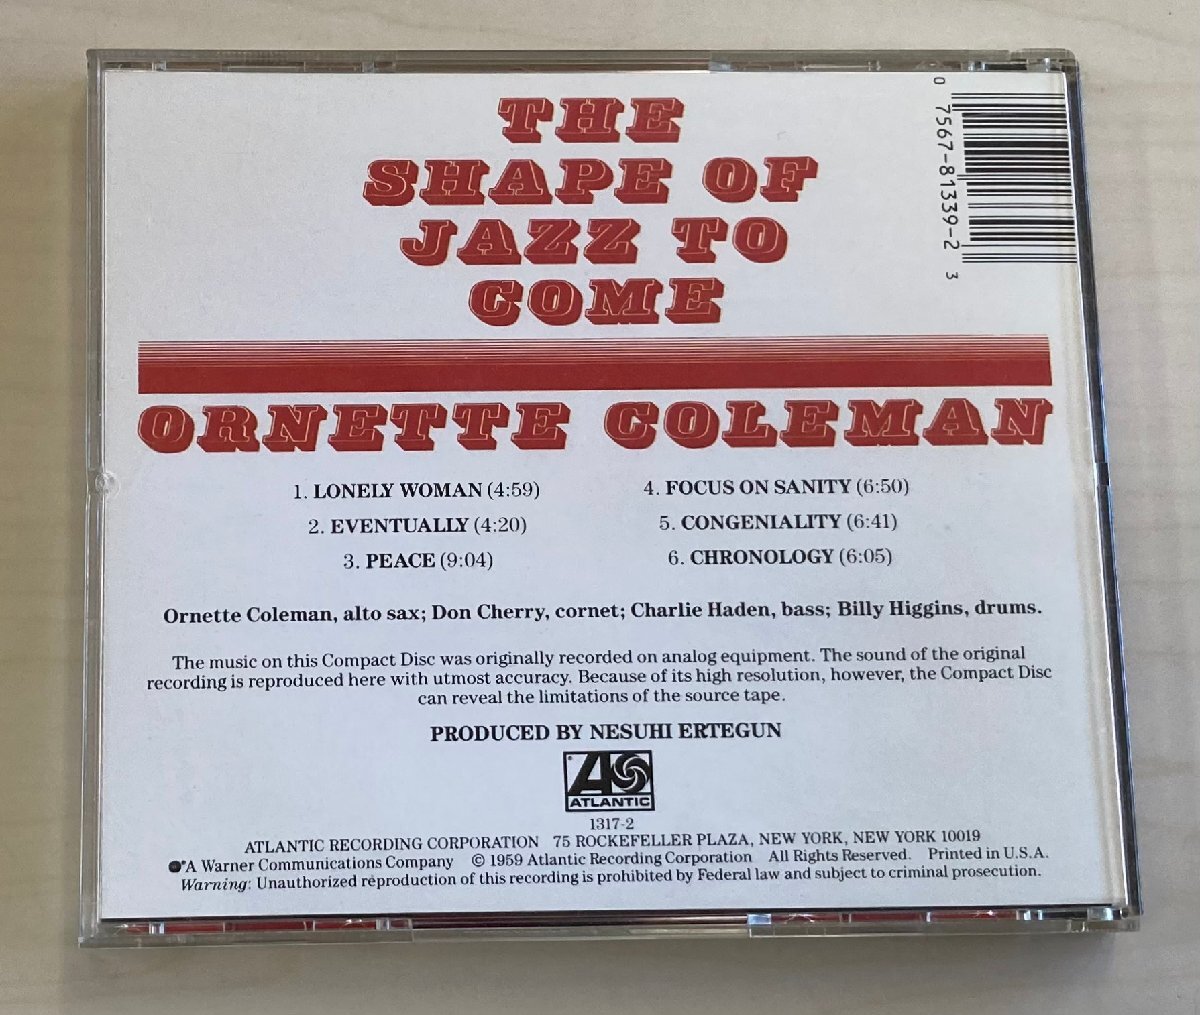 THE
SHAPE OF
JAZZ TO
COME
0 7567-81339-2 3
ORNETTE COLEMAN
1. LONELY WOMAN (4:59)
2. EVENTUALLY (4:20)
3. PEACE (9:04)
4. FOCUS ON SANITY (6:50)
5. CONGENIALITY (6:41)
6. CHRONOLOGY (6:05)
Ornette Coleman, alto sax; Don Cherry, cornet; Charlie Haden, bass; Billy Higgins, drums.
The music on this Compact Disc was originally recorded on analog equipment. The sound of the original
recording is reproduced here with utmost accuracy. Because of its high resolution, however, the Compact Disc
can reveal the limitations of the source tape.
PRODUCED BY NESUHI ERTEGUN
ATLANTIC
1317-2
ATLANTIC RECORDING CORPORATION 75 ROCKEFELLER PLAZA, NEW YORK, NEW YORK 10019
A Warner Communications Company © 1959 Atlantic Recording Corporation All Rights Reserved. Printed in U.S.A.
Warning: Unauthorized reproduction of this recording is prohibited by Federal law and subject to criminal prosecution.